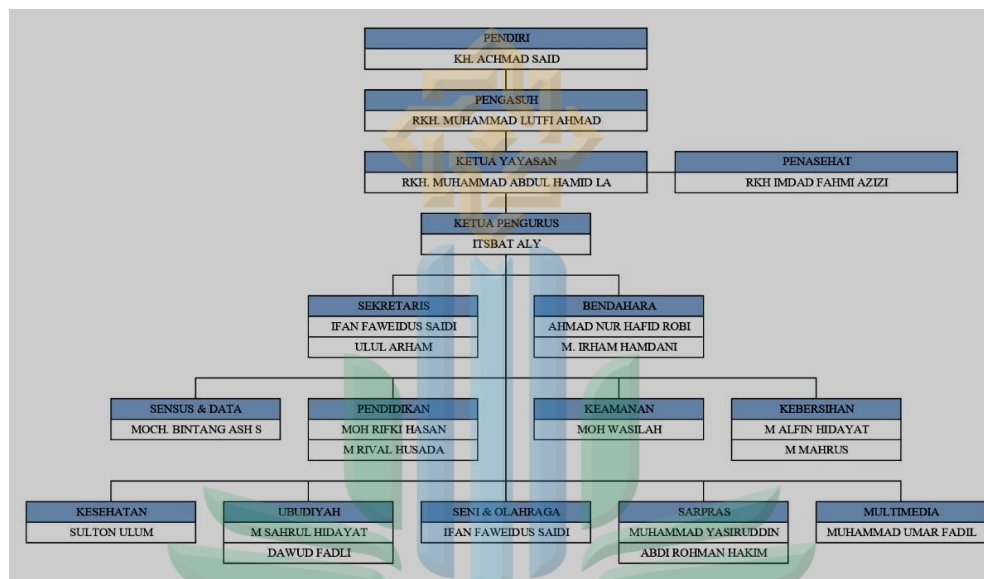 PENDIRI
KH. ACHMAD SAID
PENGASUH
RKH. MUHAMMAD LUTFI AHMAD
KETUA YAYASAN
RKH. MUHAMMAD ABDUL HAMID LA
PENASEHAT
RKH IMDAD FAHMI AZIZI
KETUA PENGURUS
ITSBAT ALY
SEKRETARIS
IFAN FAWEIDUS SAIDI
ULUL ARHAM
BENDAHARA
AHMAD NUR HAFID ROBI
M. IRHAM HAMDANI
SENSUS & DATA
MOCH. BINTANG ASH S
PENDIDIKAN
MOH RIFKI HASAN
M RIVAL HUSADA
KEAMANAN
MOH WASILAH
KEBERSIHAN
M ALFIN HIDAYAT
M MAHRUS
KESEHATAN
SULTON ULUM
UBUDIYAH
M SAHRUL HIDAYAT
DAWUD FADLI
SENI & OLAHRAGA
IFAN FAWEIDUS SAIDI
SARPRAS
MUHAMMAD YASIRUDDIN
ABDI ROHMAN HAKIM
MULTIMEDIA
MUHAMMAD UMAR FADIL